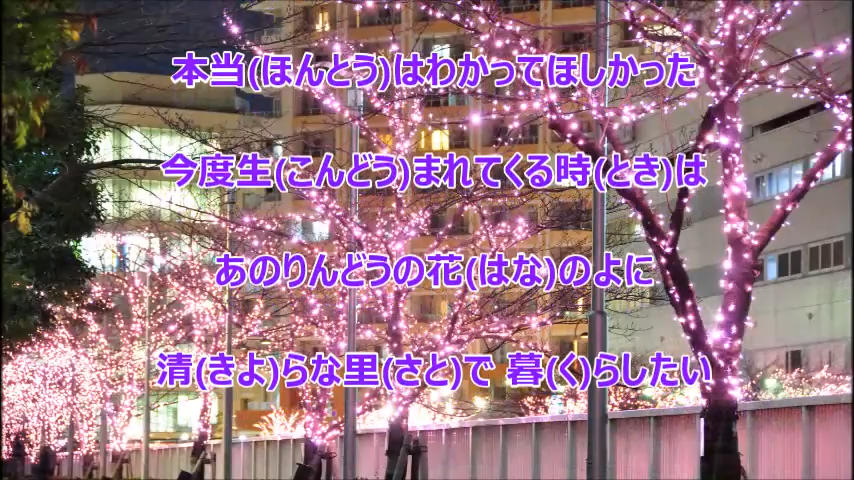 本当(ほんとう)はわかってほしかった
今度生(こんどう)まれてくる時(とき)は
あのりんどうの花(はな)のよに
清(きよ)らな里(さと)で 暮(く)らしたい